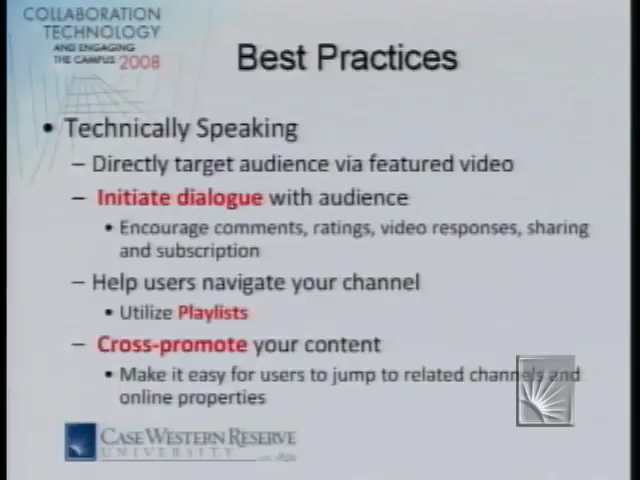 COLLABORATION
TECHNOLOGY
AND ENGAGING
THE CAMPUS 2008
Best Practices
• Technically Speaking
– Directly target audience via featured video
– Initiate dialogue with audience
• Encourage comments, ratings, video responses, sharing
and subscription
– Help users navigate your channel
• Utilize Playlists
– Cross-promote your content
• Make it easy for users to jump to related channels and
online properties
CASE WESTERN RESERVE
UNIVERSITY EST. 1826